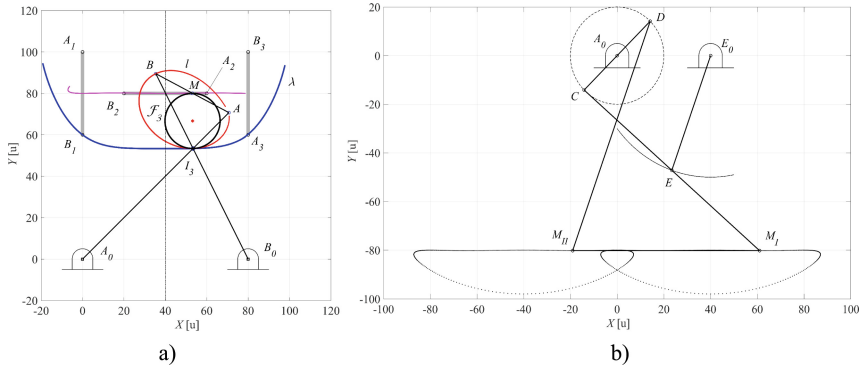 120
100
80
60
40
20
0
-20
-20 0 20 40 60 80 100 120
Y [u]
X [u]
A₁
B₃
B
l
A₂
M
λ
B₂
ℱ₃
A
B₁
A₃
I₃
A₀
B₀
a)
20
0
-20
-40
-60
-80
-100
-100 -80 -60 -40 -20 0 20 40 60 80 100
Y [u]
X [u]
D
A₀
E₀
C
E
M_II
M_I
b)